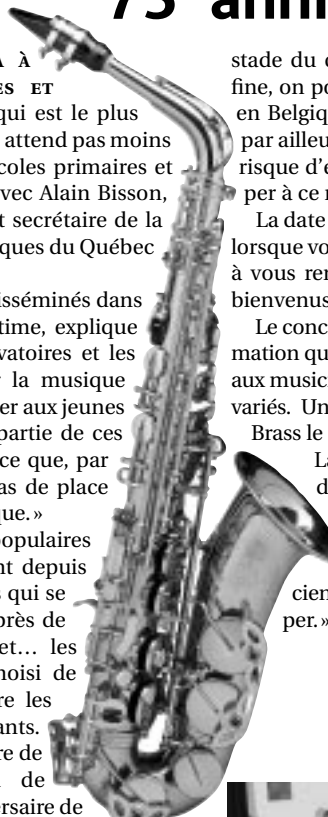 75 anni
A À
ES ET
qui est le plus
attend pas moins
coles primaires et
vec Alain Bisson,
t secrétaire de la
ques du Québec
isséminés dans
time, explique
vatoires et les
la musique
er aux jeunes
partie de ces
ce que, par
as de place
que. »
populaires
nt depuis
s qui se
près de
et… les
hoisi de
re les
ants.
re de
de
ersaire de
stade du
fine, on po
en Belgiq
par ailleu
risque d'e
per à ce
La date
lorsque vo
à vous ren
bienvenus
Le conc
mation qu
aux music
variés. Un
Brass le
La
d
cien
per. »